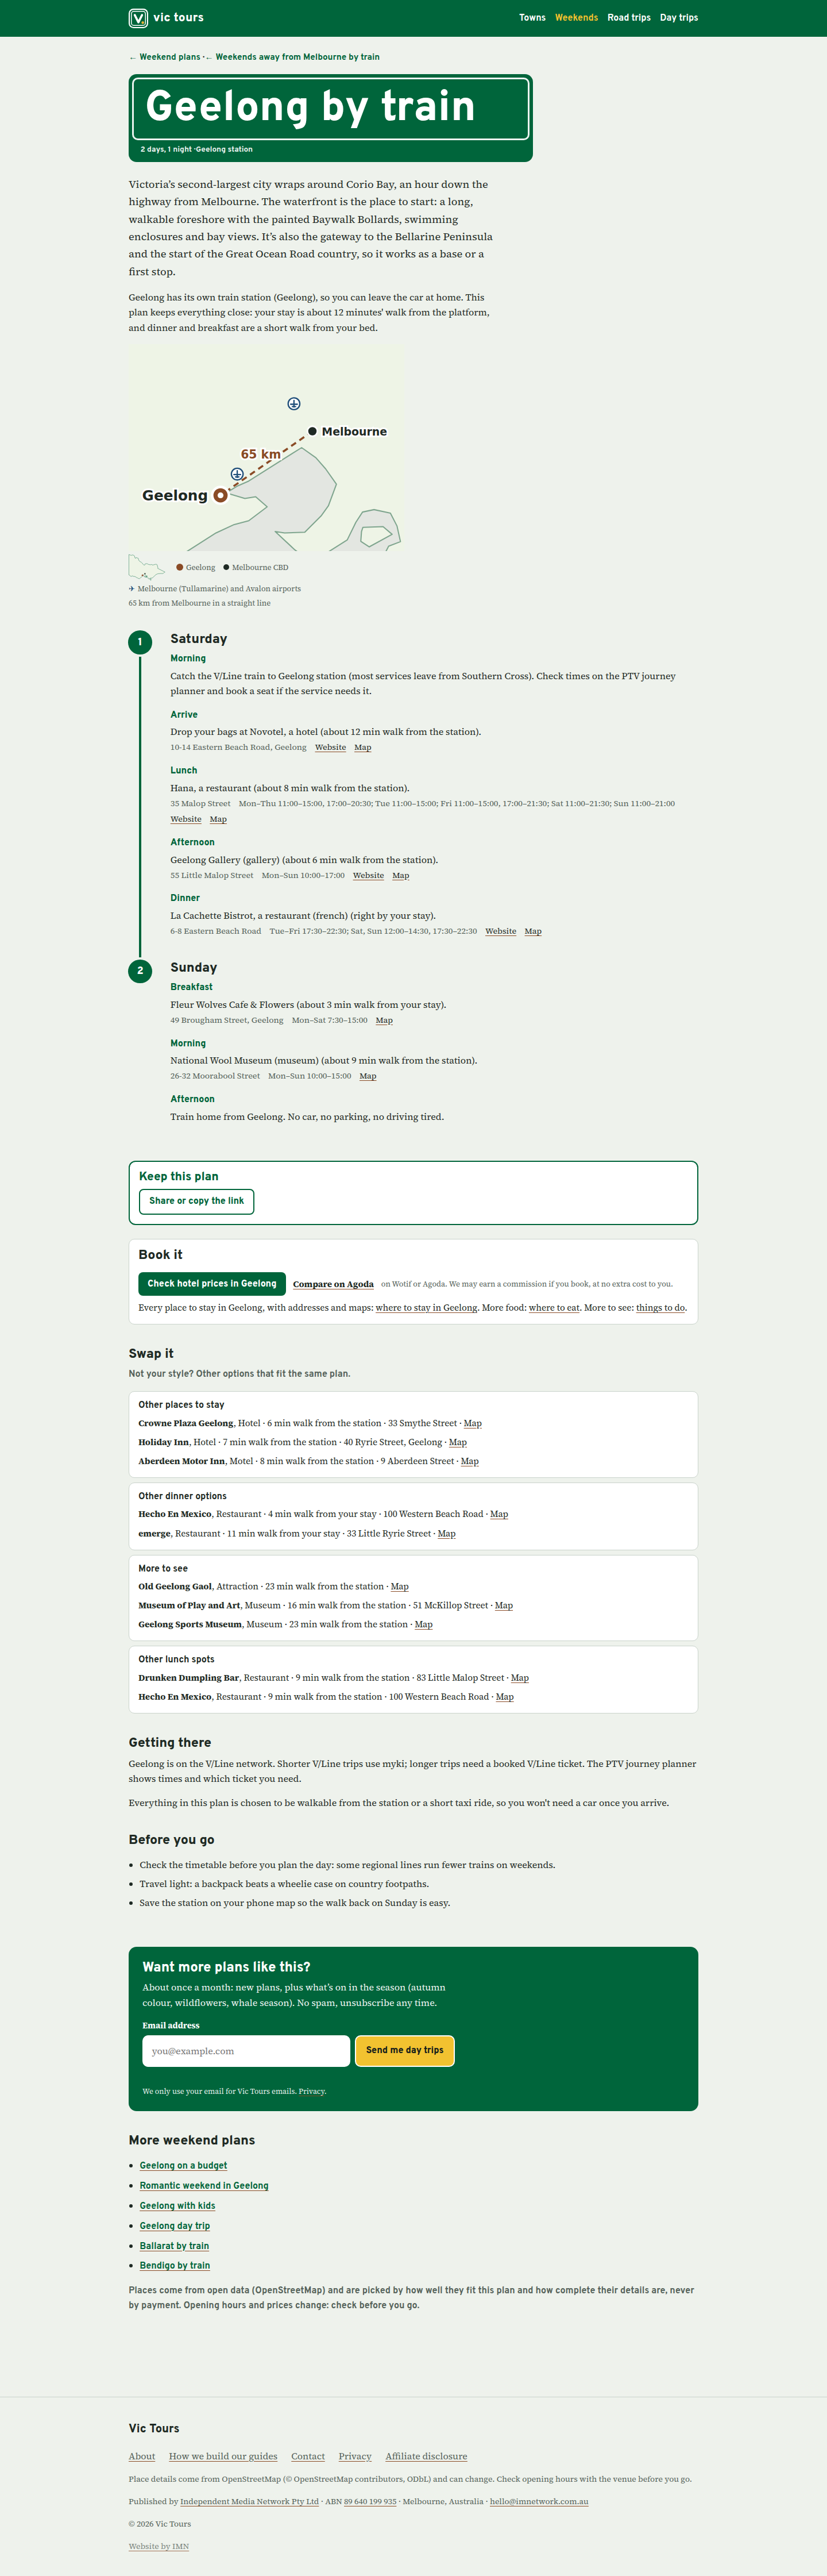 vic tours
Towns Weekends Road trips Day trips
← Weekend plans · ← Weekends away from Melbourne by train
Geelong by train
2 days, 1 night ·Geelong station
Victoria’s second-largest city wraps around Corio Bay, an hour down the
highway from Melbourne. The waterfront is the place to start: a long,
walkable foreshore with the painted Baywalk Bollards, swimming
enclosures and bay views. It’s also the gateway to the Bellarine Peninsula
and the start of the Great Ocean Road country, so it works as a base or a
first stop.
Geelong has its own train station (Geelong), so you can leave the car at home. This
plan keeps everything close: your stay is about 12 minutes' walk from the platform,
and dinner and breakfast are a short walk from your bed.
Melbourne
65 km
Geelong
Geelong Melbourne CBD
✈ Melbourne (Tullamarine) and Avalon airports
65 km from Melbourne in a straight line
1
Saturday
Morning
Catch the V/Line train to Geelong station (most services leave from Southern Cross). Check times on the PTV journey
planner and book a seat if the service needs it.
Arrive
Drop your bags at Novotel, a hotel (about 12 min walk from the station).
10-14 Eastern Beach Road, Geelong Website Map
Lunch
Hana, a restaurant (about 8 min walk from the station).
35 Malop Street Mon–Thu 11:00–15:00, 17:00–20:30; Tue 11:00–15:00; Fri 11:00–15:00, 17:00–21:30; Sat 11:00–21:30; Sun 11:00–21:00
Website Map
Afternoon
Geelong Gallery (gallery) (about 6 min walk from the station).
55 Little Malop Street Mon–Sun 10:00–17:00 Website Map
Dinner
La Cachette Bistrot, a restaurant (french) (right by your stay).
6-8 Eastern Beach Road Tue–Fri 17:30–22:30; Sat, Sun 12:00–14:30, 17:30–22:30 Website Map
2
Sunday
Breakfast
Fleur Wolves Cafe & Flowers (about 3 min walk from your stay).
49 Brougham Street, Geelong Mon–Sat 7:30–15:00 Map
Morning
National Wool Museum (museum) (about 9 min walk from the station).
26-32 Moorabool Street Mon–Sun 10:00–15:00 Map
Afternoon
Train home from Geelong. No car, no parking, no driving tired.
Keep this plan
Share or copy the link
Book it
Check hotel prices in Geelong Compare on Agoda on Wotif or Agoda. We may earn a commission if you book, at no extra cost to you.
Every place to stay in Geelong, with addresses and maps: where to stay in Geelong. More food: where to eat. More to see: things to do.
Swap it
Not your style? Other options that fit the same plan.
Other places to stay
Crowne Plaza Geelong, Hotel · 6 min walk from the station · 33 Smythe Street · Map
Holiday Inn, Hotel · 7 min walk from the station · 40 Ryrie Street, Geelong · Map
Aberdeen Motor Inn, Motel · 8 min walk from the station · 9 Aberdeen Street · Map
Other dinner options
Hecho En Mexico, Restaurant · 4 min walk from your stay · 100 Western Beach Road · Map
emerge, Restaurant · 11 min walk from your stay · 33 Little Ryrie Street · Map
More to see
Old Geelong Gaol, Attraction · 23 min walk from the station · Map
Museum of Play and Art, Museum · 16 min walk from the station · 51 McKillop Street · Map
Geelong Sports Museum, Museum · 23 min walk from the station · Map
Other lunch spots
Drunken Dumpling Bar, Restaurant · 9 min walk from the station · 83 Little Malop Street · Map
Hecho En Mexico, Restaurant · 9 min walk from the station · 100 Western Beach Road · Map
Getting there
Geelong is on the V/Line network. Shorter V/Line trips use myki; longer trips need a booked V/Line ticket. The PTV journey planner
shows times and which ticket you need.
Everything in this plan is chosen to be walkable from the station or a short taxi ride, so you won't need a car once you arrive.
Before you go
• Check the timetable before you plan the day: some regional lines run fewer trains on weekends.
• Travel light: a backpack beats a wheelie case on country footpaths.
• Save the station on your phone map so the walk back on Sunday is easy.
Want more plans like this?
About once a month: new plans, plus what’s on in the season (autumn
colour, wildflowers, whale season). No spam, unsubscribe any time.
Email address
you@example.com
Send me day trips
We only use your email for Vic Tours emails. Privacy.
More weekend plans
• Geelong on a budget
• Romantic weekend in Geelong
• Geelong with kids
• Geelong day trip
• Ballarat by train
• Bendigo by train
Places come from open data (OpenStreetMap) and are picked by how well they fit this plan and how complete their details are, never
by payment. Opening hours and prices change: check before you go.
Vic Tours
About How we build our guides Contact Privacy Affiliate disclosure
Place details come from OpenStreetMap (© OpenStreetMap contributors, ODbL) and can change. Check opening hours with the venue before you go.
Published by Independent Media Network Pty Ltd · ABN 89 640 199 935 · Melbourne, Australia · hello@imnetwork.com.au
© 2026 Vic Tours
Website by IMN